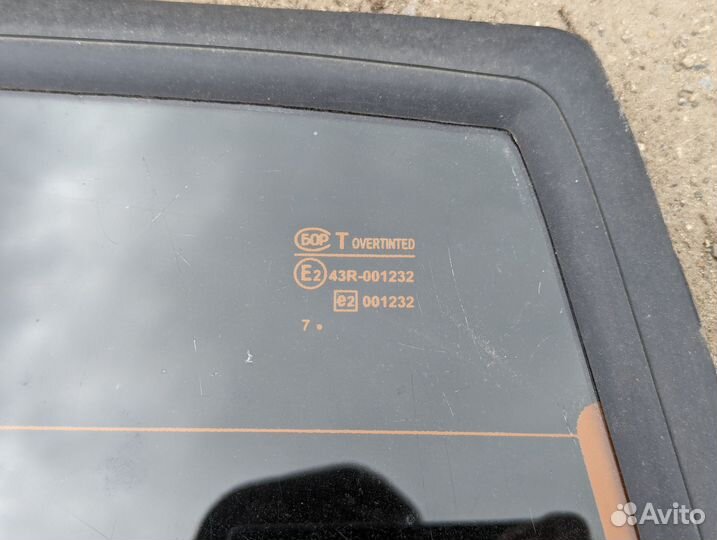 БОР T OVERTINTED
E2 43R-001232
e2 001232
7 •
Avito